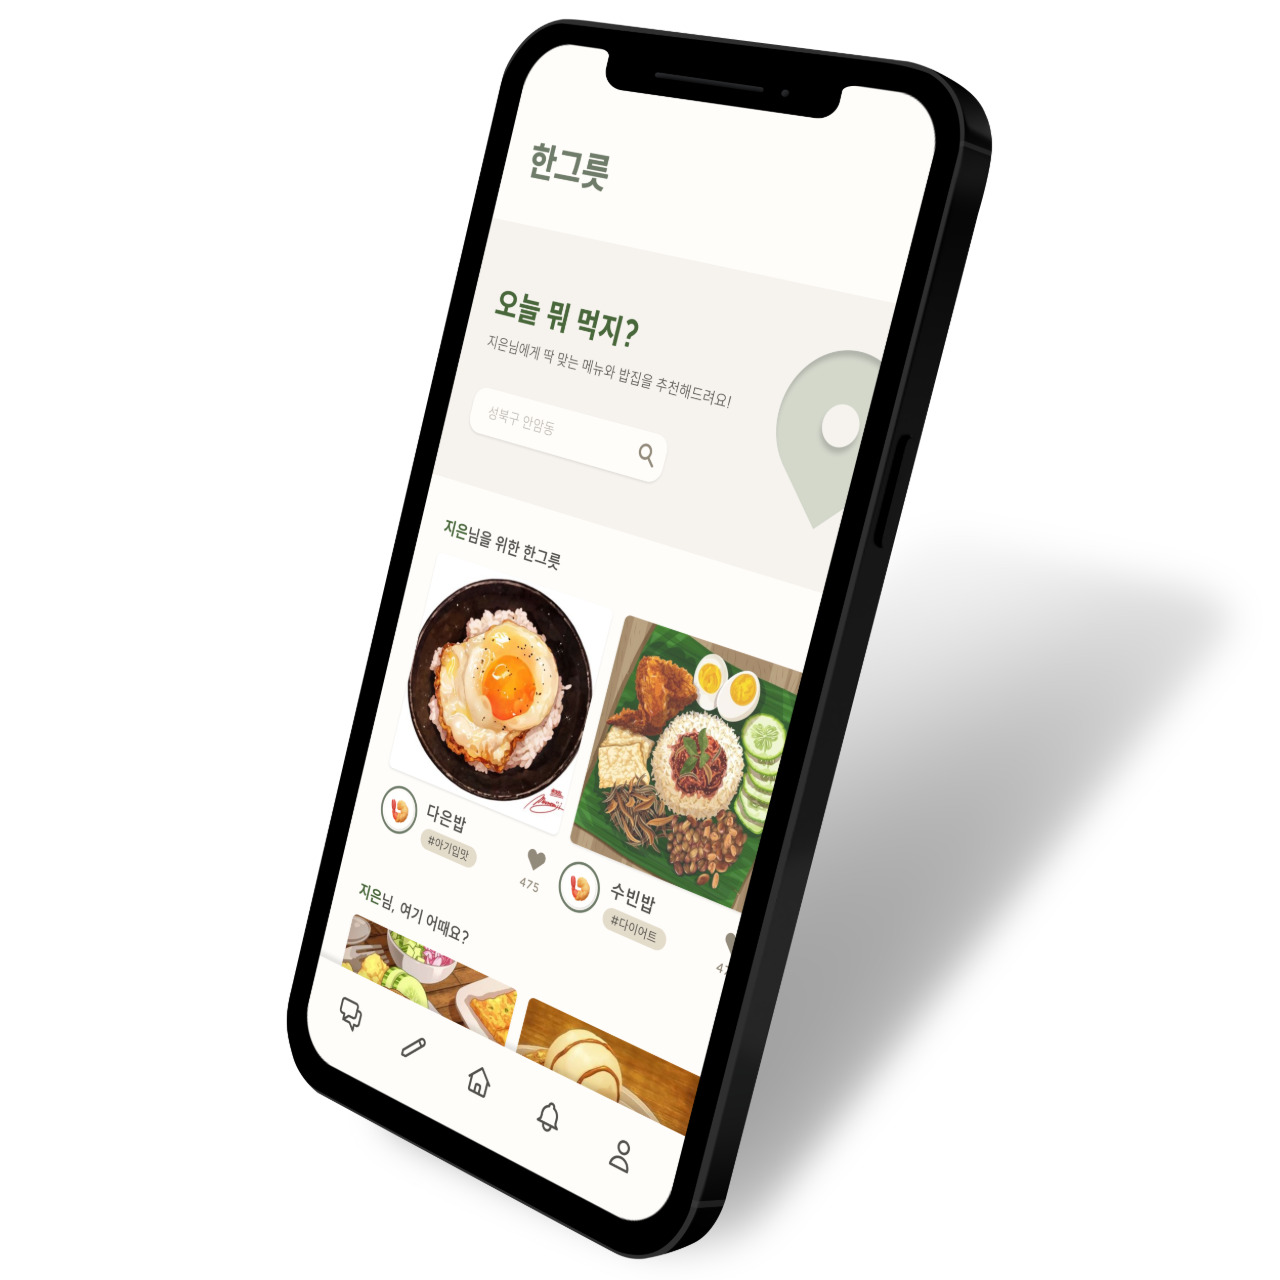 한그릇
오늘 뭐 먹지?
지은님에게 딱 맞는 메뉴와 밥집을 추천해드려요!
성북구 안암동
지은님을 위한 한그릇
다은밥
#아기입맛
475
수빈밥
#다이어트
지은님, 여기 어때요?